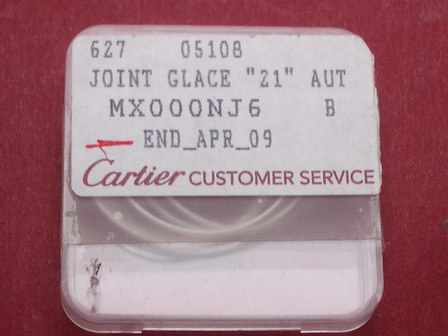 627 05108
JOINT GLACE "21" AUT
MX000NJ6 B
END_APR_09
Cartier CUSTOMER SERVICE